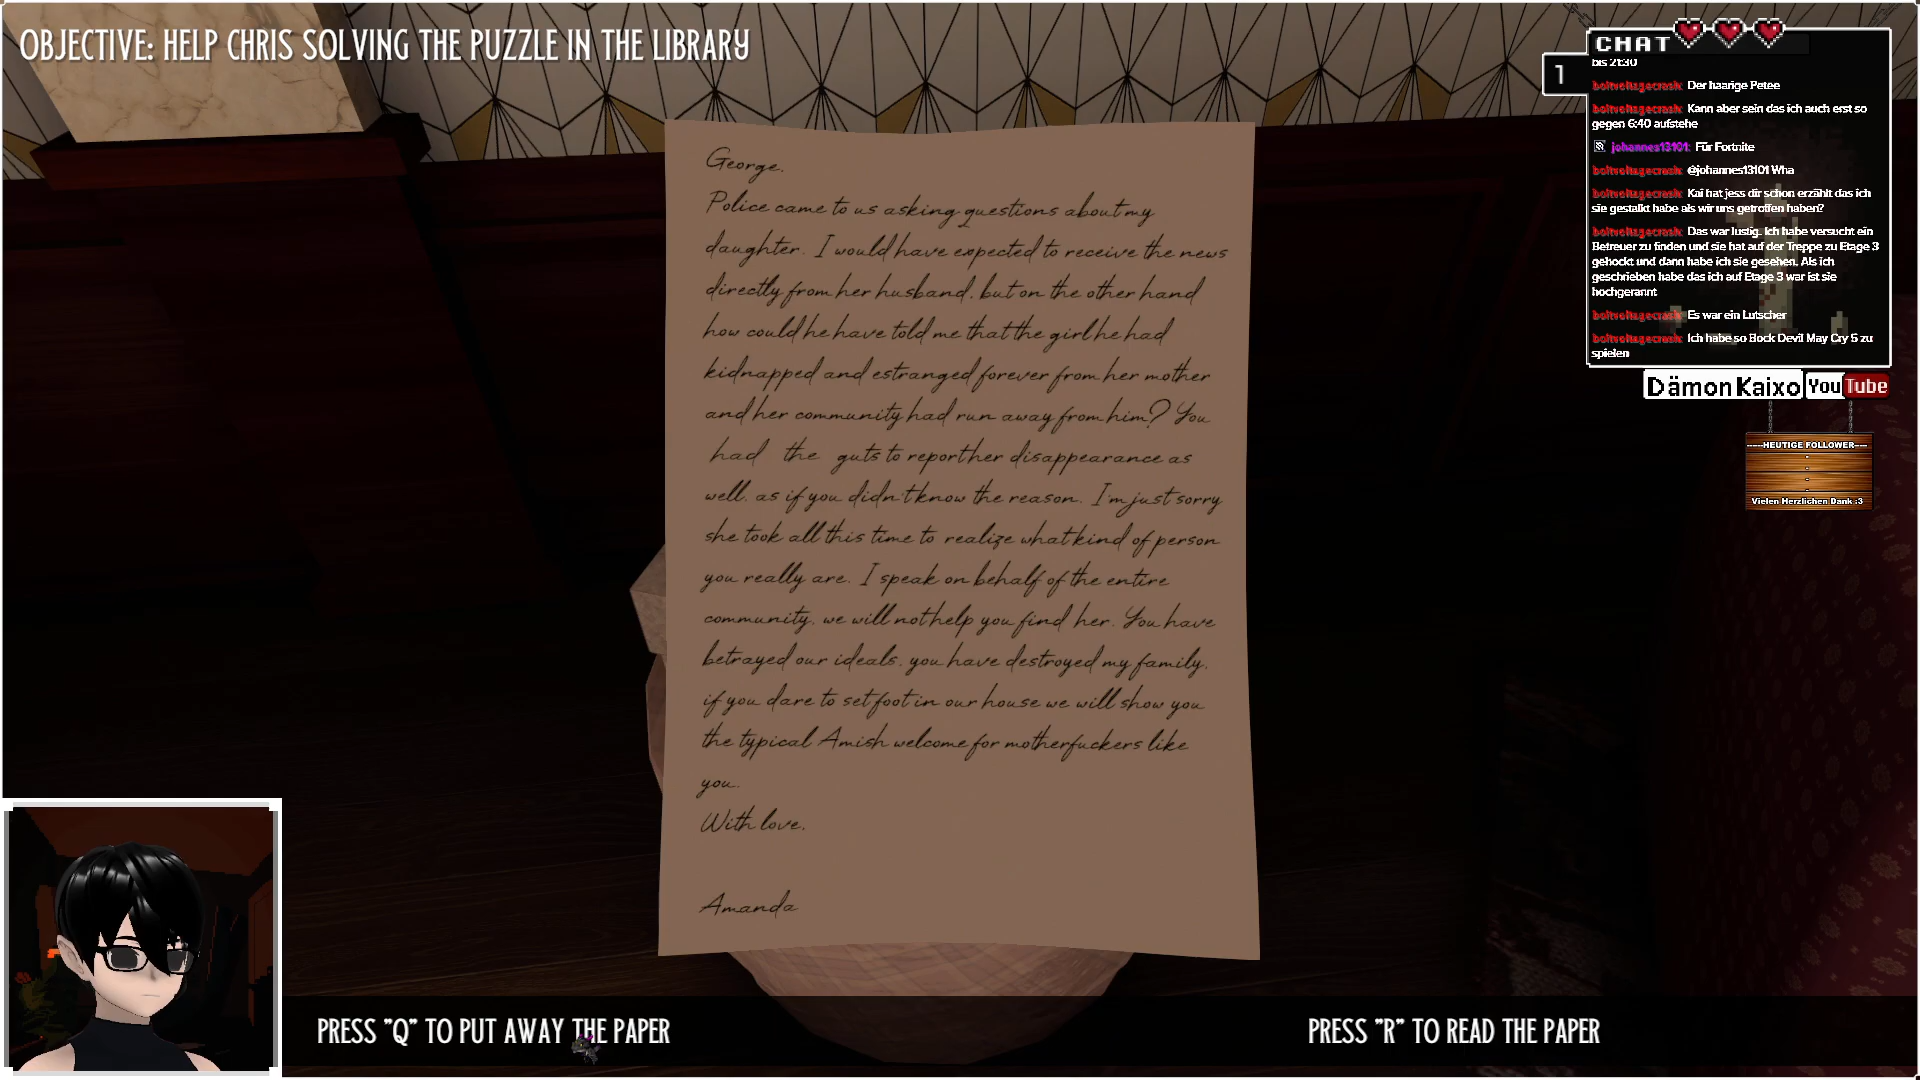 OBJECTIVE: HELP CHRIS SOLVING THE PUZZLE IN THE LIBRARY
George,
Police came to us asking questions about my
daughter. I would have expected to receive the news
directly from her husband, but on the other hand
how could he have told me that the girl he had
kidnapped and estranged forever from her mother
and her community had run away from him? You
had the guts to report her disappearance as
well, as if you didn't know the reason. I'm just sorry
she took all this time to realize what kind of person
you really are. I speak on behalf of the entire
community, we will not help you find her. You have
betrayed our ideals, you have destroyed my family,
if you dare to set foot in our house we will show you
the typical Amish welcome for motherfuckers like
you.
With love,
Amanda
PRESS "Q" TO PUT AWAY THE PAPER
PRESS "R" TO READ THE PAPER
CHAT
1
bis 21:30
boltvoltagecrash: Der haarige Petee
boltvoltagecrash: Kann aber sein das ich auch erst so
gegen 6:40 aufstehe
johannes13101: Für Fortnite
boltvoltagecrash: @johannes13101 Wha
boltvoltagecrash: Kai hat jess dir schon erzählt das ich
sie gestalkt habe als wir uns getroffen haben?
boltvoltagecrash: Das war lustig. Ich habe versucht ein
Betreuer zu finden und sie hat auf der Treppe zu Etage 3
gehockt und dann habe ich sie gesehen. Als ich
geschrieben habe das ich auf Etage 3 war ist sie
hochgerannt
boltvoltagecrash: Es war ein Lutscher
boltvoltagecrash: Ich habe so Bock Devil May Cry 5 zu
spielen
DämonKaixo YouTube
-----HEUTIGE FOLLOWER-----
-
-
-
-
Vielen Herzlichen Dank :3